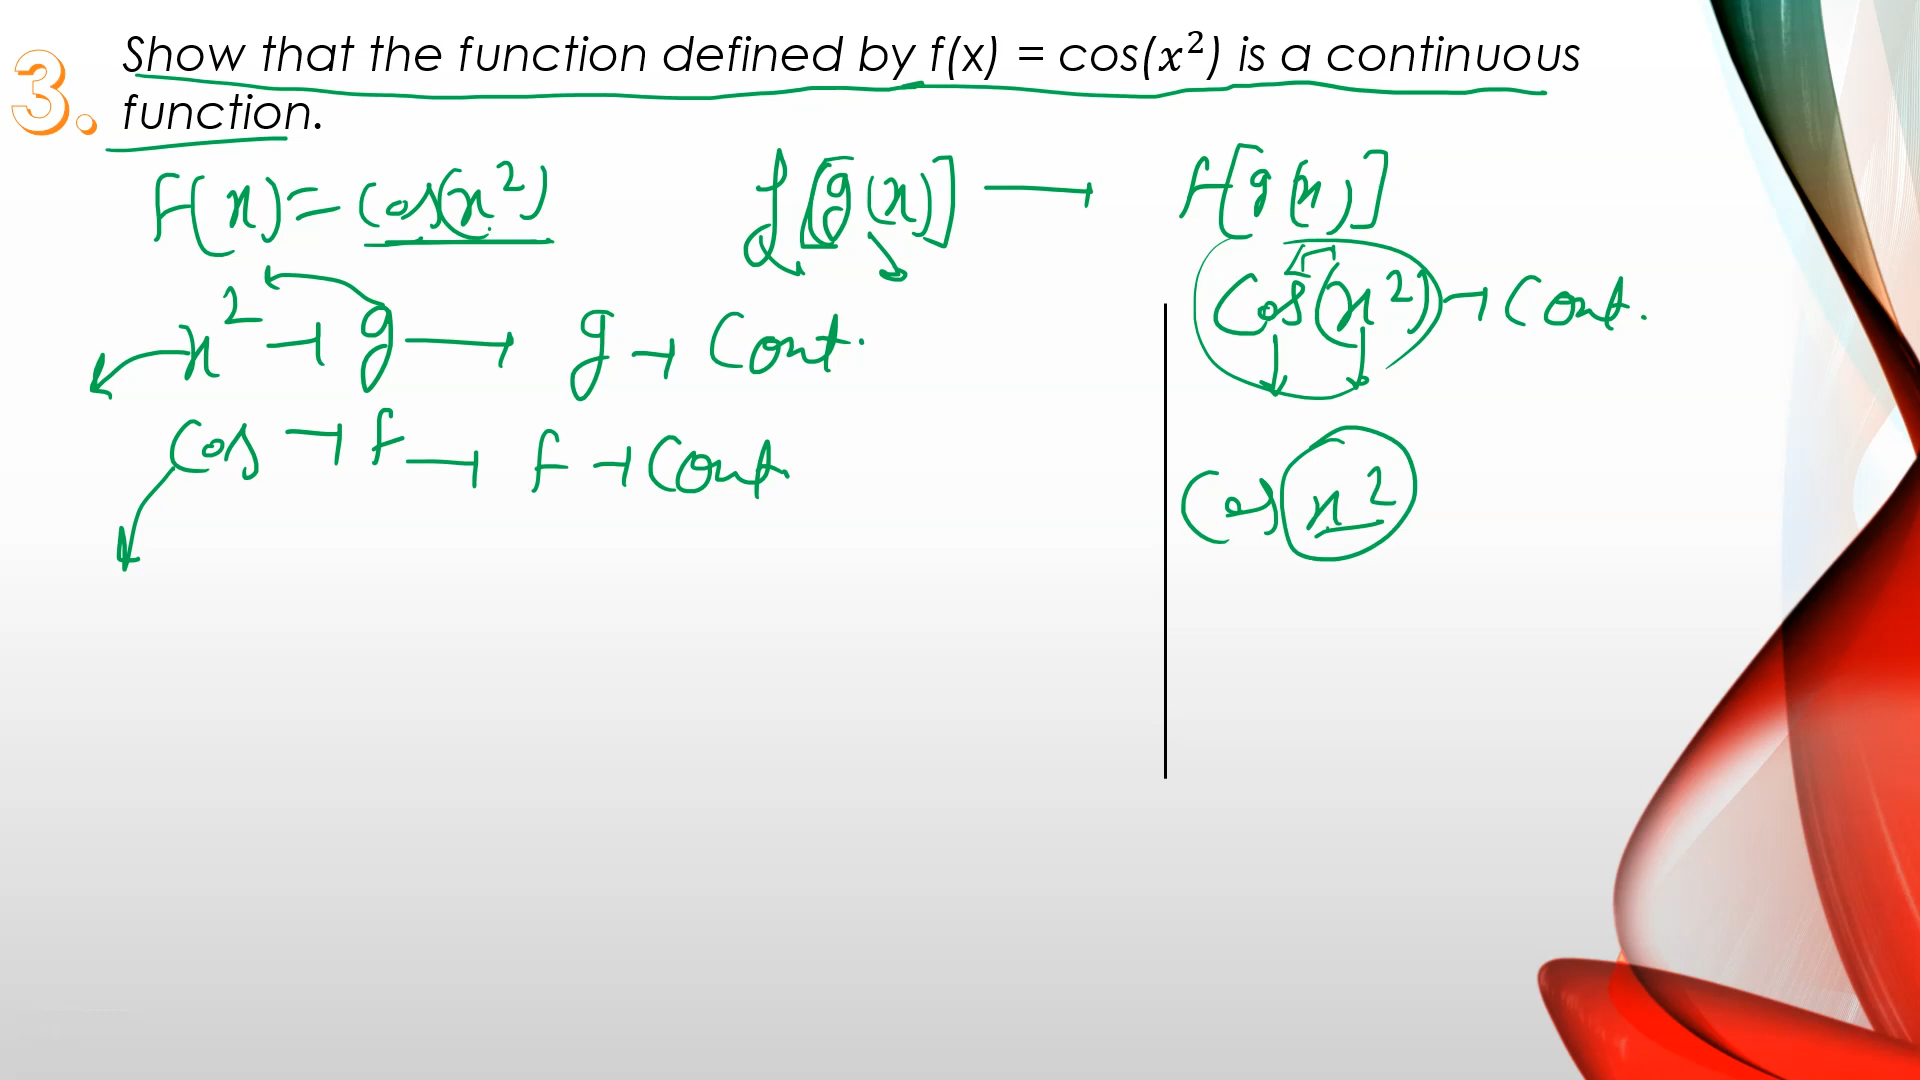 3. Show that the function defined by f(x) = cos(x²) is a continuous
function.
F(x) = cos(x²)
f[g(x)] → f[g(x)]
x² → g → g → Cont.
Cos(x²) → Cont.
Cos → f → f → Cont
Cos x²